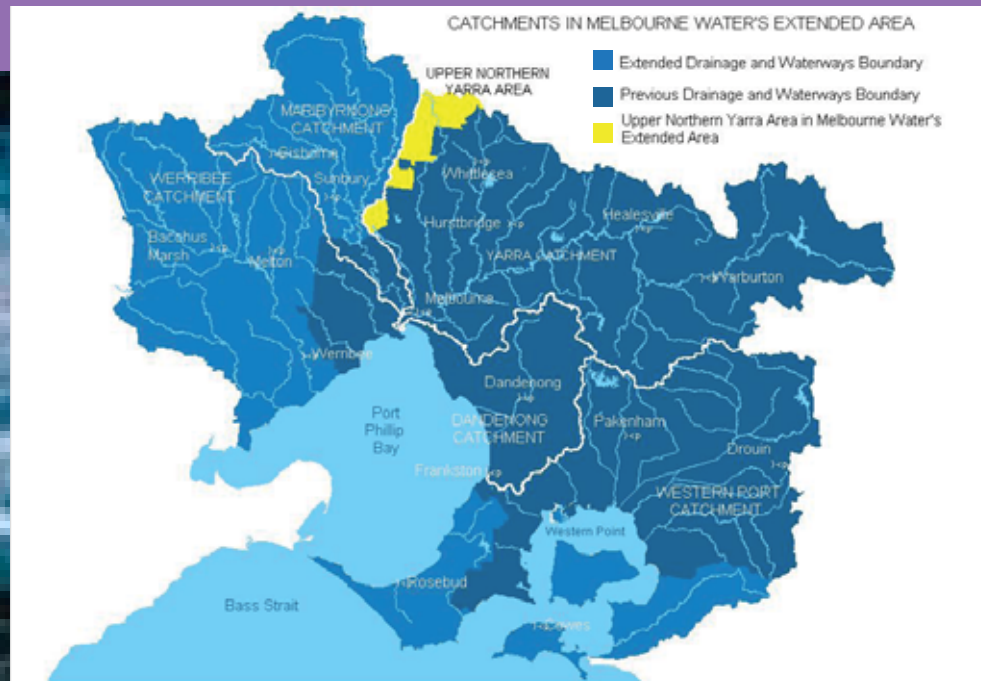 CATCHMENTS IN MELBOURNE WATER'S EXTENDED AREA
Extended Drainage and Waterways Boundary
Previous Drainage and Waterways Boundary
Upper Northern Yarra Area in Melbourne Water's
Extended Area
UPPER NORTHERN
YARRA AREA
MARIBYRNONG
CATCHMENT
Gisborne
Sunbury
WERRIBEE
CATCHMENT
Bacchus
Marsh
Melton
Whittlesea
Hurstbridge
Healesville
YARRA CATCHMENT
Warburton
Melbourne
Werribee
Port
Phillip
Bay
Dandenong
DANDENONG
CATCHMENT
Pakenham
Drouin
Frankston
WESTERN PORT
CATCHMENT
Western Point
Rosebud
Bass Strait
Cowes